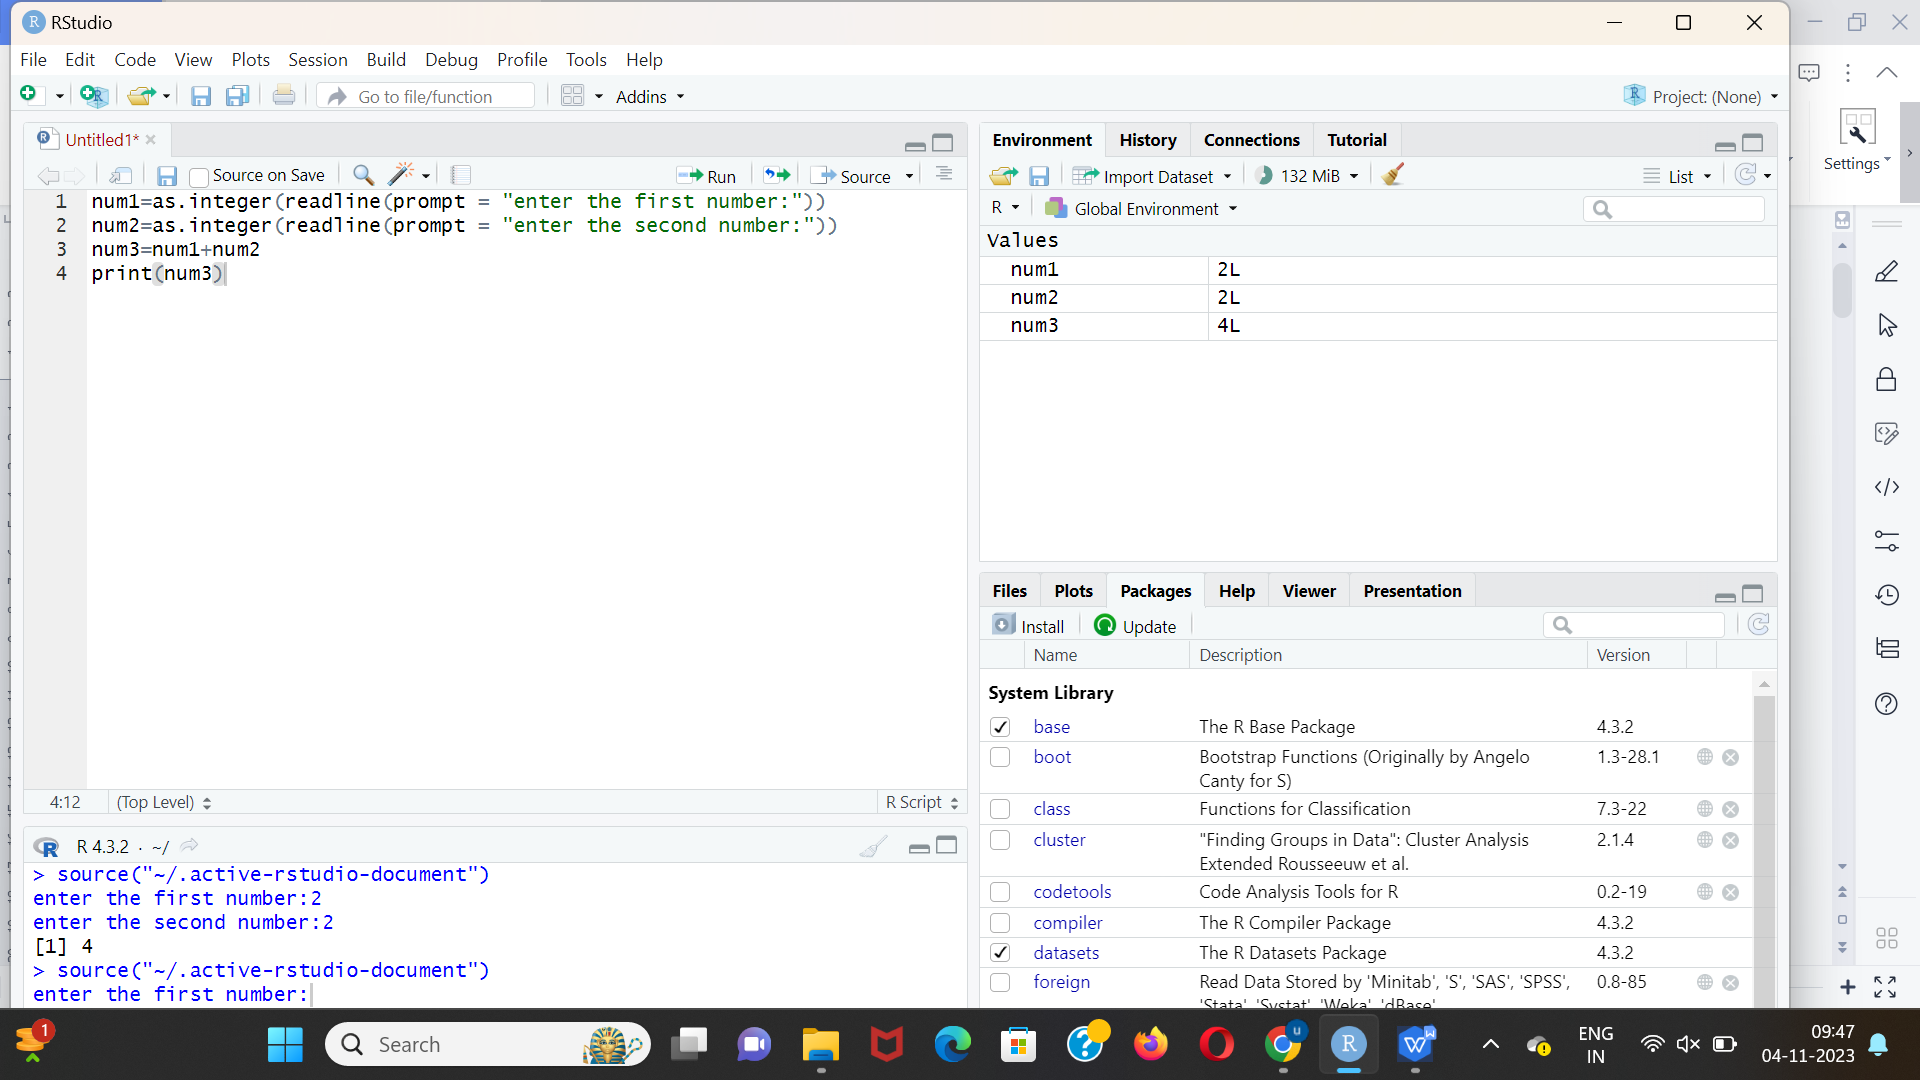 RStudio
File Edit Code View Plots Session Build Debug Profile Tools Help
Go to file/function Addins Project: (None)
Untitled1*
Source on Save Run Source
1 num1=as.integer(readline(prompt = "enter the first number:"))
2 num2=as.integer(readline(prompt = "enter the second number:"))
3 num3=num1+num2
4 print(num3)
4:12 (Top Level) R Script
R 4.3.2 · ~/
> source("~/.active-rstudio-document")
enter the first number:2
enter the second number:2
[1] 4
> source("~/.active-rstudio-document")
enter the first number:
Environment History Connections Tutorial
Import Dataset 132 MiB List
R Global Environment
Values
num1 2L
num2 2L
num3 4L
Files Plots Packages Help Viewer Presentation
Install Update
Name Description Version
System Library
base The R Base Package 4.3.2
boot Bootstrap Functions (Originally by Angelo 1.3-28.1
Canty for S)
class Functions for Classification 7.3-22
cluster "Finding Groups in Data": Cluster Analysis 2.1.4
Extended Rousseeuw et al.
codetools Code Analysis Tools for R 0.2-19
compiler The R Compiler Package 4.3.2
datasets The R Datasets Package 4.3.2
foreign Read Data Stored by 'Minitab', 'S', 'SAS', 'SPSS', 0.8-85
'Stata', 'Systat', 'Weka', 'dBase',
Settings
1
Search
ENG
IN
09:47
04-11-2023